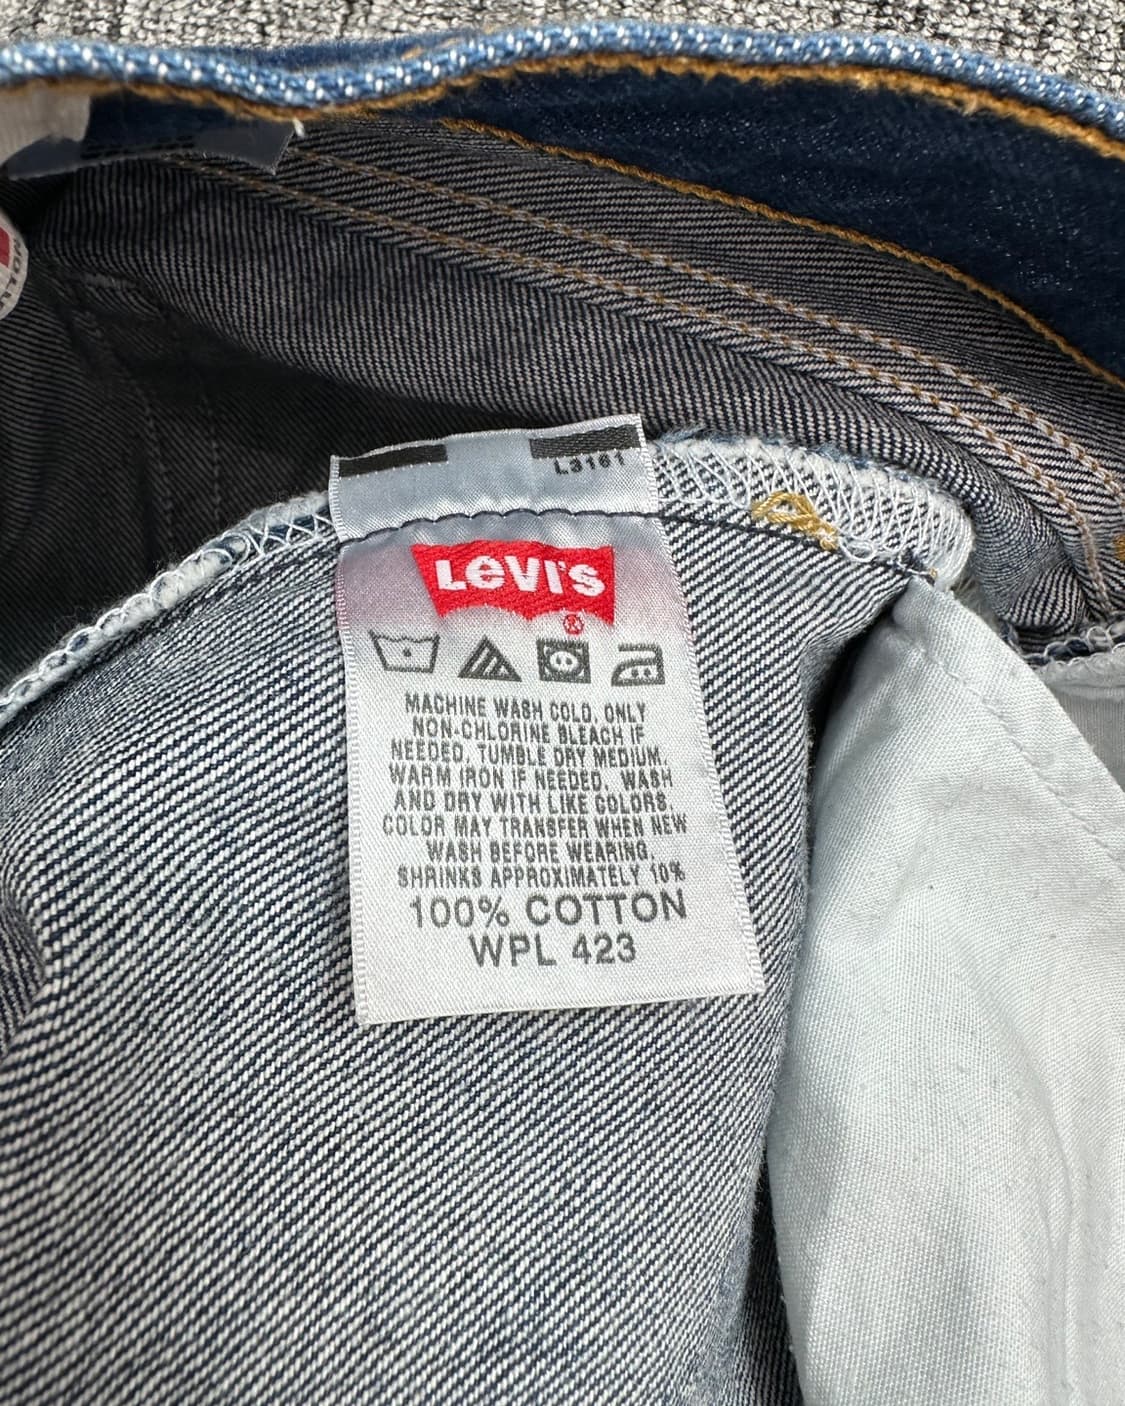 L3161
Levi's
®
MACHINE WASH COLD, ONLY
NON-CHLORINE BLEACH IF
NEEDED. TUMBLE DRY MEDIUM.
WARM IRON IF NEEDED. WASH
AND DRY WITH LIKE COLORS.
COLOR MAY TRANSFER WHEN NEW
WASH BEFORE WEARING.
SHRINKS APPROXIMATELY 10%
100% COTTON
WPL 423